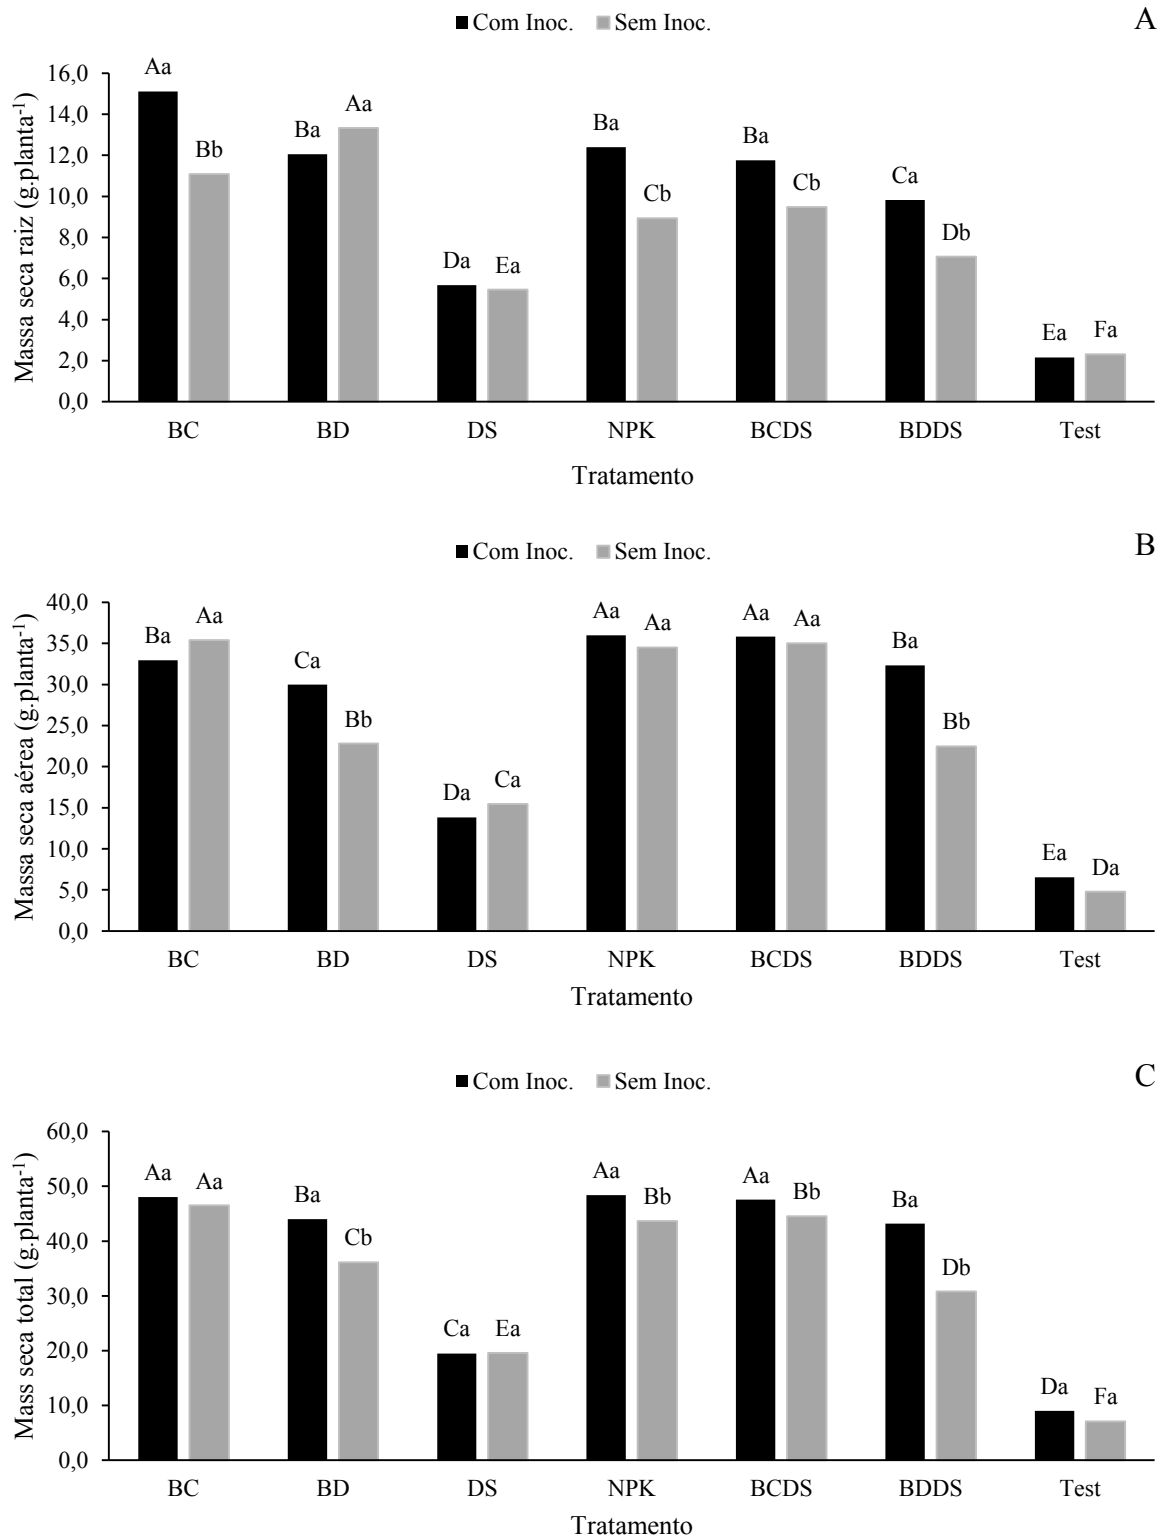 Com Inoc. Sem Inoc.
A
Massa seca raiz (g.planta-1)
16,0
14,0
12,0
10,0
8,0
6,0
4,0
2,0
0,0
Aa Bb Ba Aa Da Ea Ba Cb Ba Cb Ca Db Ea Fa
BC BD DS NPK BCDS BDDS Test
Tratamento
Com Inoc. Sem Inoc.
B
Massa seca aérea (g.planta-1)
40,0
35,0
30,0
25,0
20,0
15,0
10,0
5,0
0,0
Ba Aa Ca Bb Da Ca Aa Aa Aa Aa Ba Bb Ea Da
BC BD DS NPK BCDS BDDS Test
Tratamento
Com Inoc. Sem Inoc.
C
Mass seca total (g.planta-1)
60,0
50,0
40,0
30,0
20,0
10,0
0,0
Aa Aa Ba Cb Ca Ea Aa Bb Aa Bb Ba Db Da Fa
BC BD DS NPK BCDS BDDS Test
Tratamento